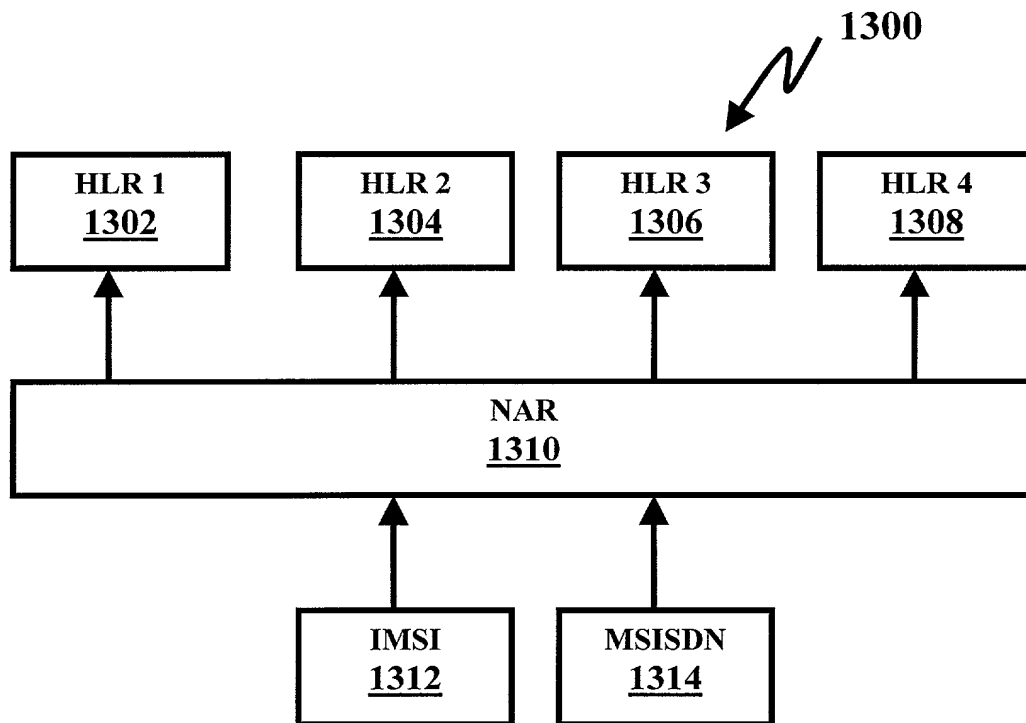 1300
HLR 1
1302
HLR 2
1304
HLR 3
1306
HLR 4
1308
NAR
1310
IMSI
1312
MSISDN
1314